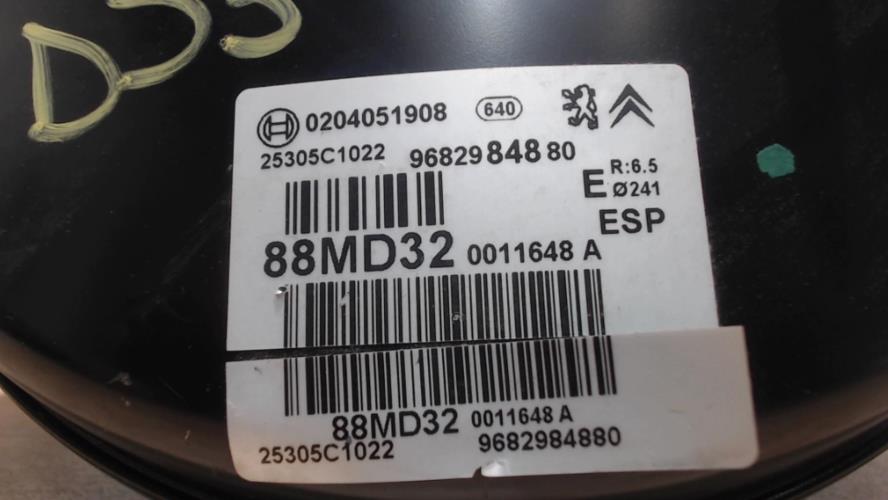 D55
0204051908 640
25305C1022 9682984880
E R:6.5
Ø241
ESP
88MD32 0011648 A
88MD32 0011648 A
25305C1022 9682984880